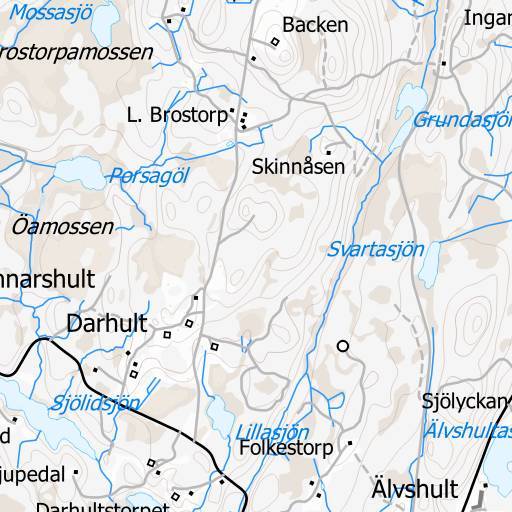 Mossasjö
Backen
Ingar
rostorpamossen
L. Brostorp
Grundasjön
Skinnåsen
Porsagöl
Öamossen
Svartasjön
narshult
Darhult
Sjölidsjön
Sjölyckan
Lillasjön
Älvshultas
Folkestorp
d
jupedal
Älvshult
Darhultstorpet